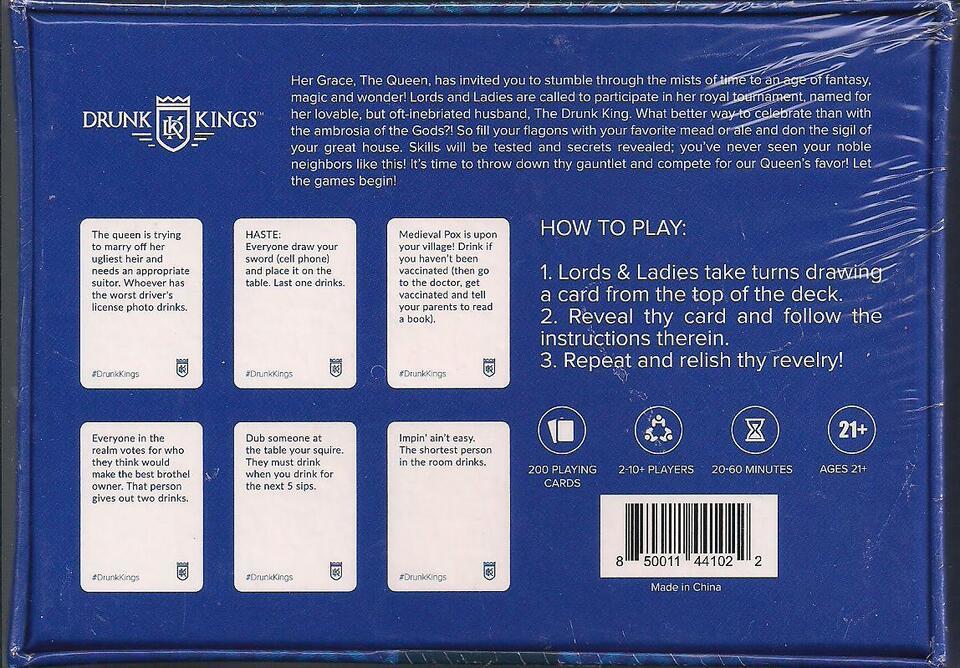 DRUNK KINGS™
Her Grace, The Queen, has invited you to stumble through the mists of time to an age of fantasy,
magic and wonder! Lords and Ladies are called to participate in her royal tournament, named for
her lovable, but oft-inebriated husband, The Drunk King. What better way to celebrate than with
the ambrosia of the Gods?! So fill your flagons with your favorite mead or ale and don the sigil of
your great house. Skills will be tested and secrets revealed; you've never seen your noble
neighbors like this! It's time to throw down thy gauntlet and compete for our Queen's favor! Let
the games begin!
The queen is trying
to marry off her
ugliest heir and
needs an appropriate
suitor. Whoever has
the worst driver's
license photo drinks.
#DrunkKings
HASTE:
Everyone draw your
sword (cell phone)
and place it on the
table. Last one drinks.
#DrunkKings
Medieval Pox is upon
your village! Drink if
you haven't been
vaccinated (then go
to the doctor, get
vaccinated and tell
your parents to read
a book).
#DrunkKings
Everyone in the
realm votes for who
they think would
make the best brothel
owner. That person
gives out two drinks.
#DrunkKings
Dub someone at
the table your squire.
They must drink
when you drink for
the next 5 sips.
#DrunkKings
Impin' ain't easy.
The shortest person
in the room drinks.
#DrunkKings
HOW TO PLAY:
1. Lords & Ladies take turns drawing
a card from the top of the deck.
2. Reveal thy card and follow the
instructions therein.
3. Repeat and relish thy revelry!
21+
200 PLAYING
CARDS
2-10+ PLAYERS
20-60 MINUTES
AGES 21+
8 50011 44102 2
Made in China